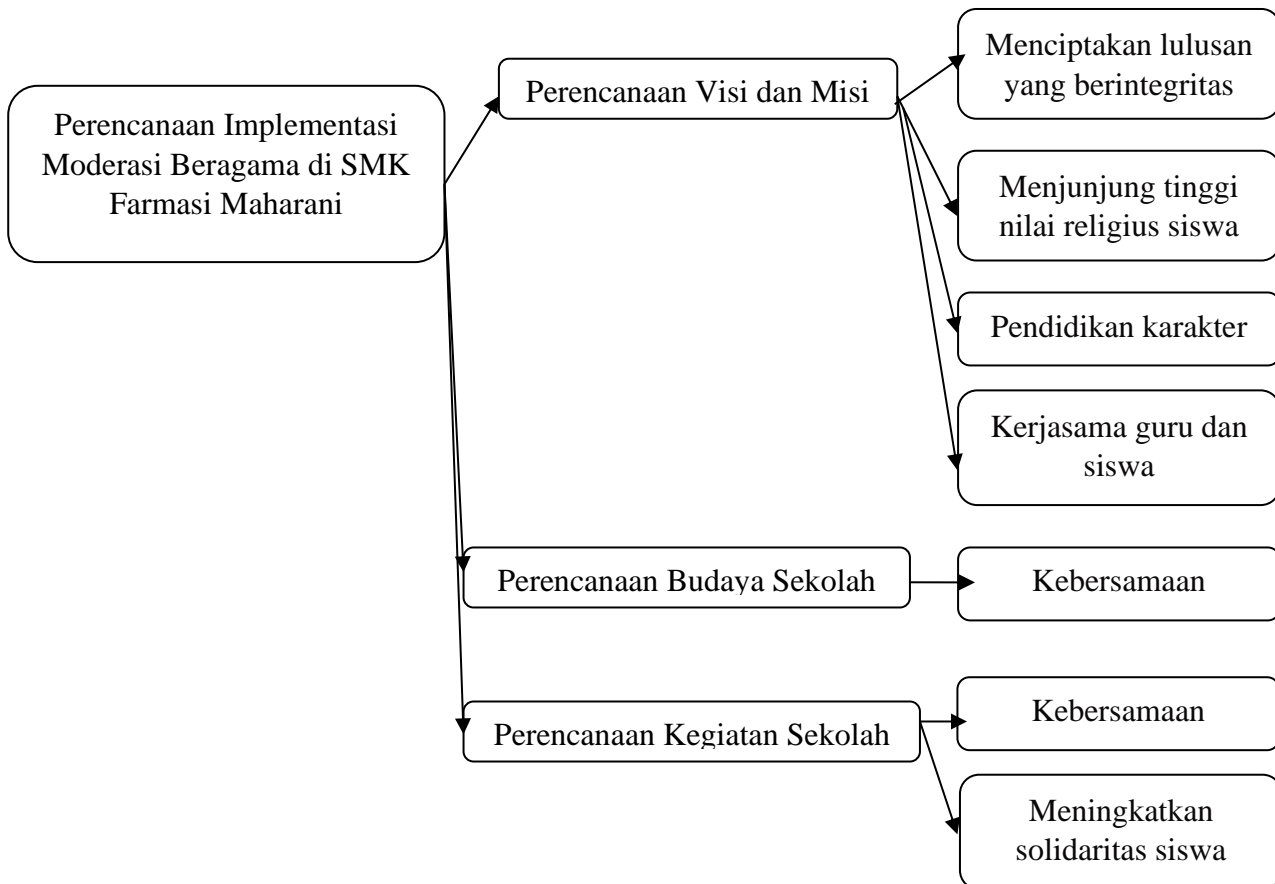 Perencanaan Implementasi
Moderasi Beragama di SMK
Farmasi Maharani
Perencanaan Visi dan Misi
Menciptakan lulusan
yang berintegritas
Menjunjung tinggi
nilai religius siswa
Pendidikan karakter
Kerjasama guru dan
siswa
Perencanaan Budaya Sekolah
Kebersamaan
Perencanaan Kegiatan Sekolah
Kebersamaan
Meningkatkan
solidaritas siswa